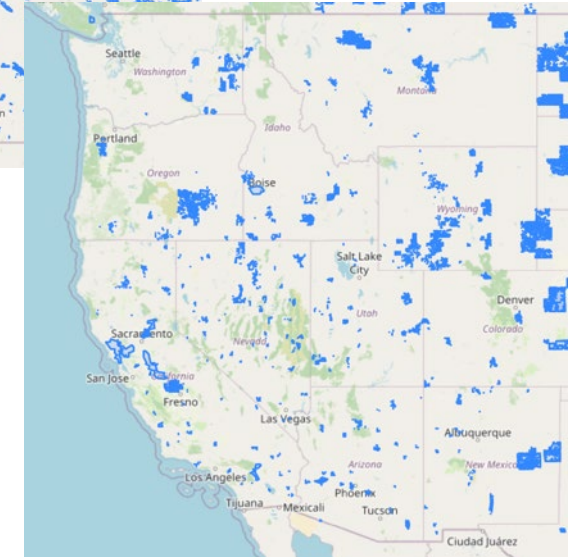 Seattle
Washington
Montana
Portland
Idaho
Oregon
Boise
Wyoming
Salt Lake
City
Denver
Utah
Colorado
Sacramento
Nevada
San Jose
Fresno
Las Vegas
Albuquerque
Arizona
New Mexico
Los Angeles
Phoenix
Tijuana
Mexicali
Tucson
Ciudad Juárez